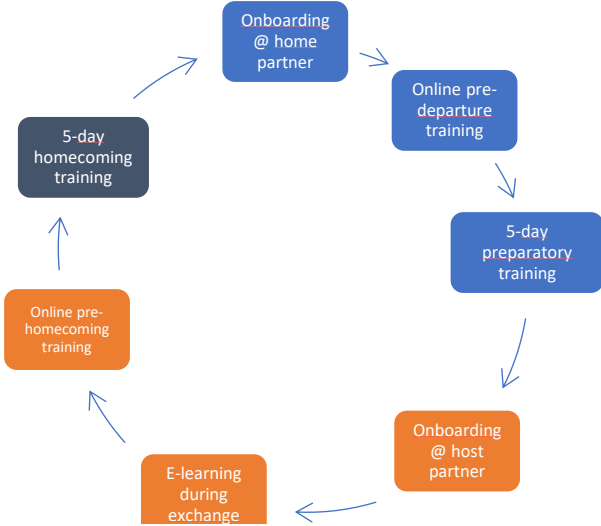 Onboarding
@ home
partner
Online pre-
departure
training
5-day
preparatory
training
Onboarding
@ host
partner
E-learning
during
exchange
Online pre-
homecoming
training
5-day
homecoming
training